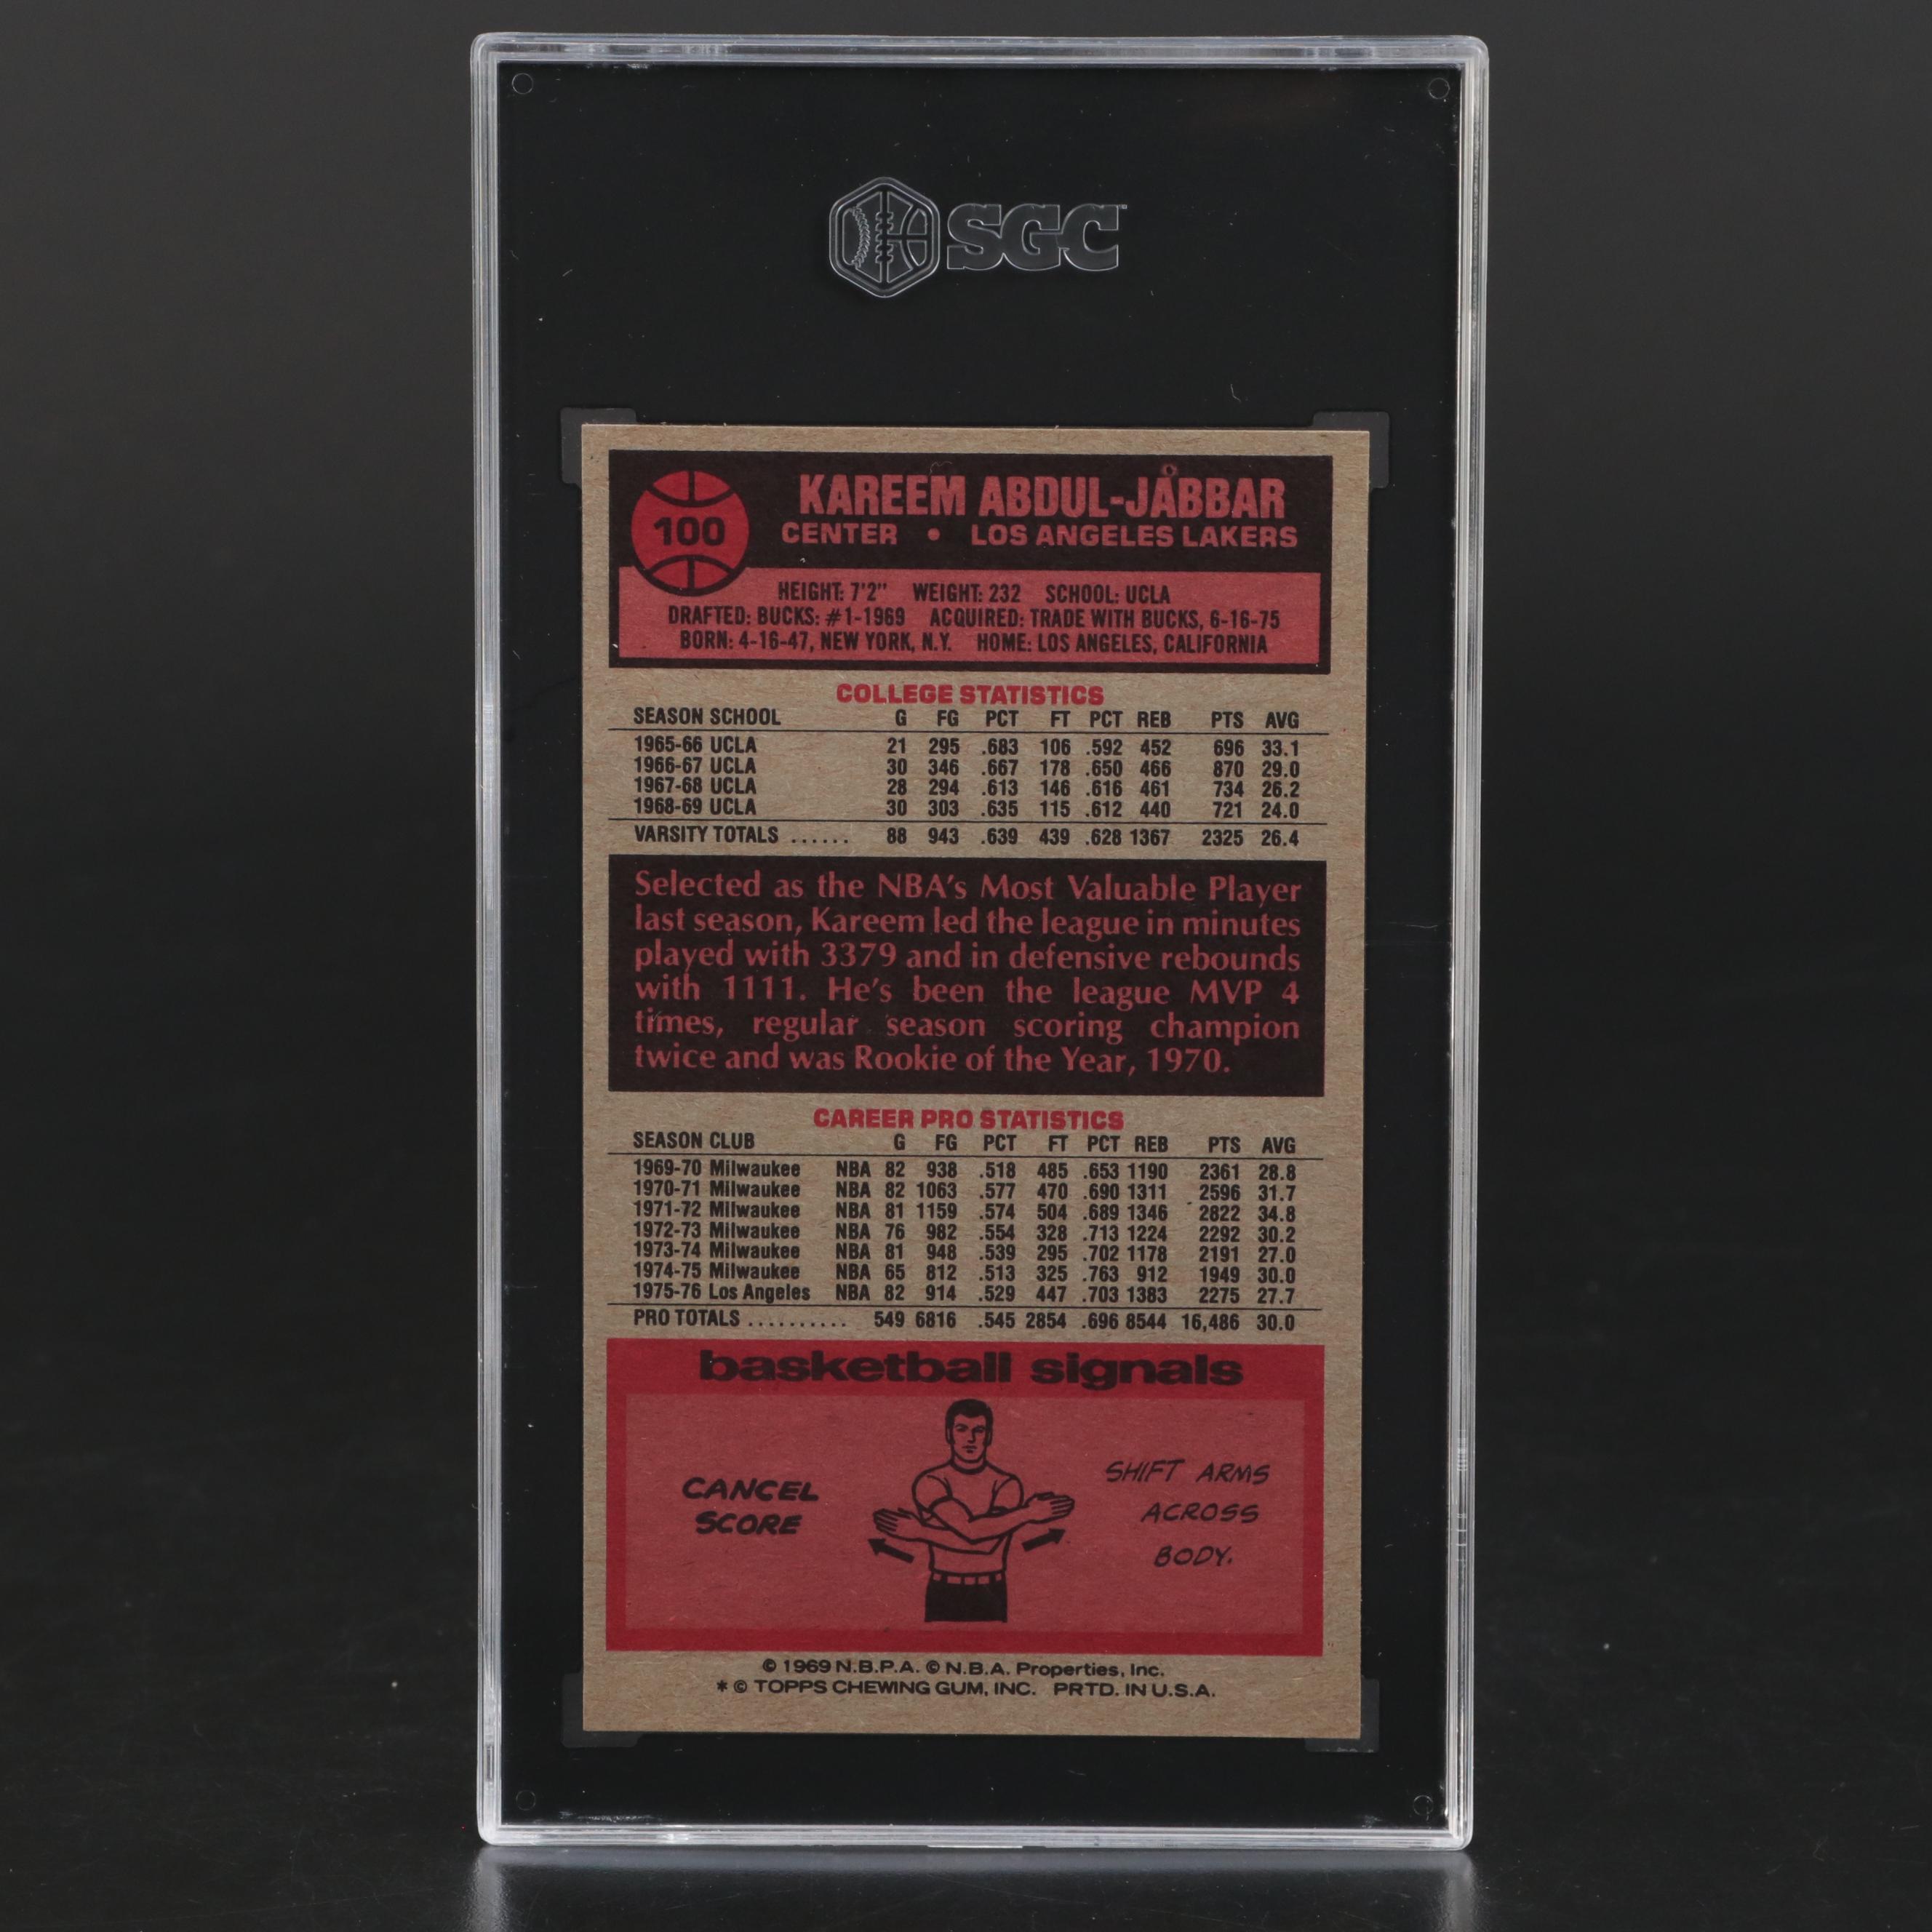 SGC
100
KAREEM ABDUL-JABBAR
CENTER • LOS ANGELES LAKERS
HEIGHT: 7'2" WEIGHT: 232 SCHOOL: UCLA
DRAFTED: BUCKS: #1-1969 ACQUIRED: TRADE WITH BUCKS, 6-16-75
BORN: 4-16-47, NEW YORK, N.Y. HOME: LOS ANGELES, CALIFORNIA
COLLEGE STATISTICS
SEASON SCHOOL G FG PCT FT PCT REB PTS AVG
1965-66 UCLA 21 295 .683 106 .592 452 696 33.1
1966-67 UCLA 30 346 .667 178 .650 466 870 29.0
1967-68 UCLA 28 294 .613 146 .616 461 734 26.2
1968-69 UCLA 30 303 .635 115 .612 440 721 24.0
VARSITY TOTALS ...... 88 943 .639 439 .628 1367 2325 26.4
Selected as the NBA's Most Valuable Player
last season, Kareem led the league in minutes
played with 3379 and in defensive rebounds
with 1111. He's been the league MVP 4
times, regular season scoring champion
twice and was Rookie of the Year, 1970.
CAREER PRO STATISTICS
SEASON CLUB G FG PCT FT PCT REB PTS AVG
1969-70 Milwaukee NBA 82 938 .518 485 .653 1190 2361 28.8
1970-71 Milwaukee NBA 82 1063 .577 470 .690 1311 2596 31.7
1971-72 Milwaukee NBA 81 1159 .574 504 .689 1346 2822 34.8
1972-73 Milwaukee NBA 76 982 .554 328 .713 1224 2292 30.2
1973-74 Milwaukee NBA 81 948 .539 295 .702 1178 2191 27.0
1974-75 Milwaukee NBA 65 812 .513 325 .763 912 1949 30.0
1975-76 Los Angeles NBA 82 914 .529 447 .703 1383 2275 27.7
PRO TOTALS .......... 549 6816 .545 2854 .696 8544 16,486 30.0
basketball signals
CANCEL
SCORE
SHIFT ARMS
ACROSS
BODY.
© 1969 N.B.P.A. © N.B.A. Properties, Inc.
* © TOPPS CHEWING GUM, INC. PRTD. IN U.S.A.